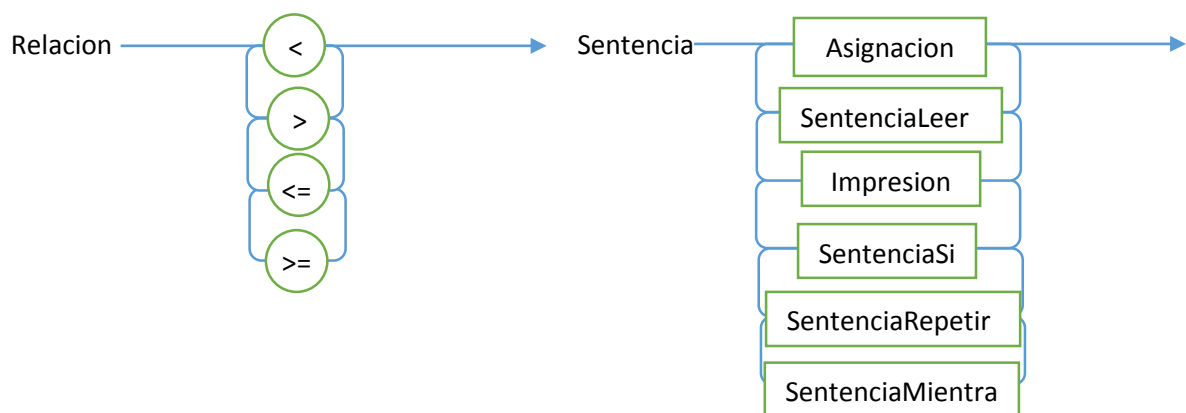 Relacion
<
>
<=
>=
Sentencia
Asignacion
SentenciaLeer
Impresion
SentenciaSi
SentenciaRepetir
SentenciaMientra